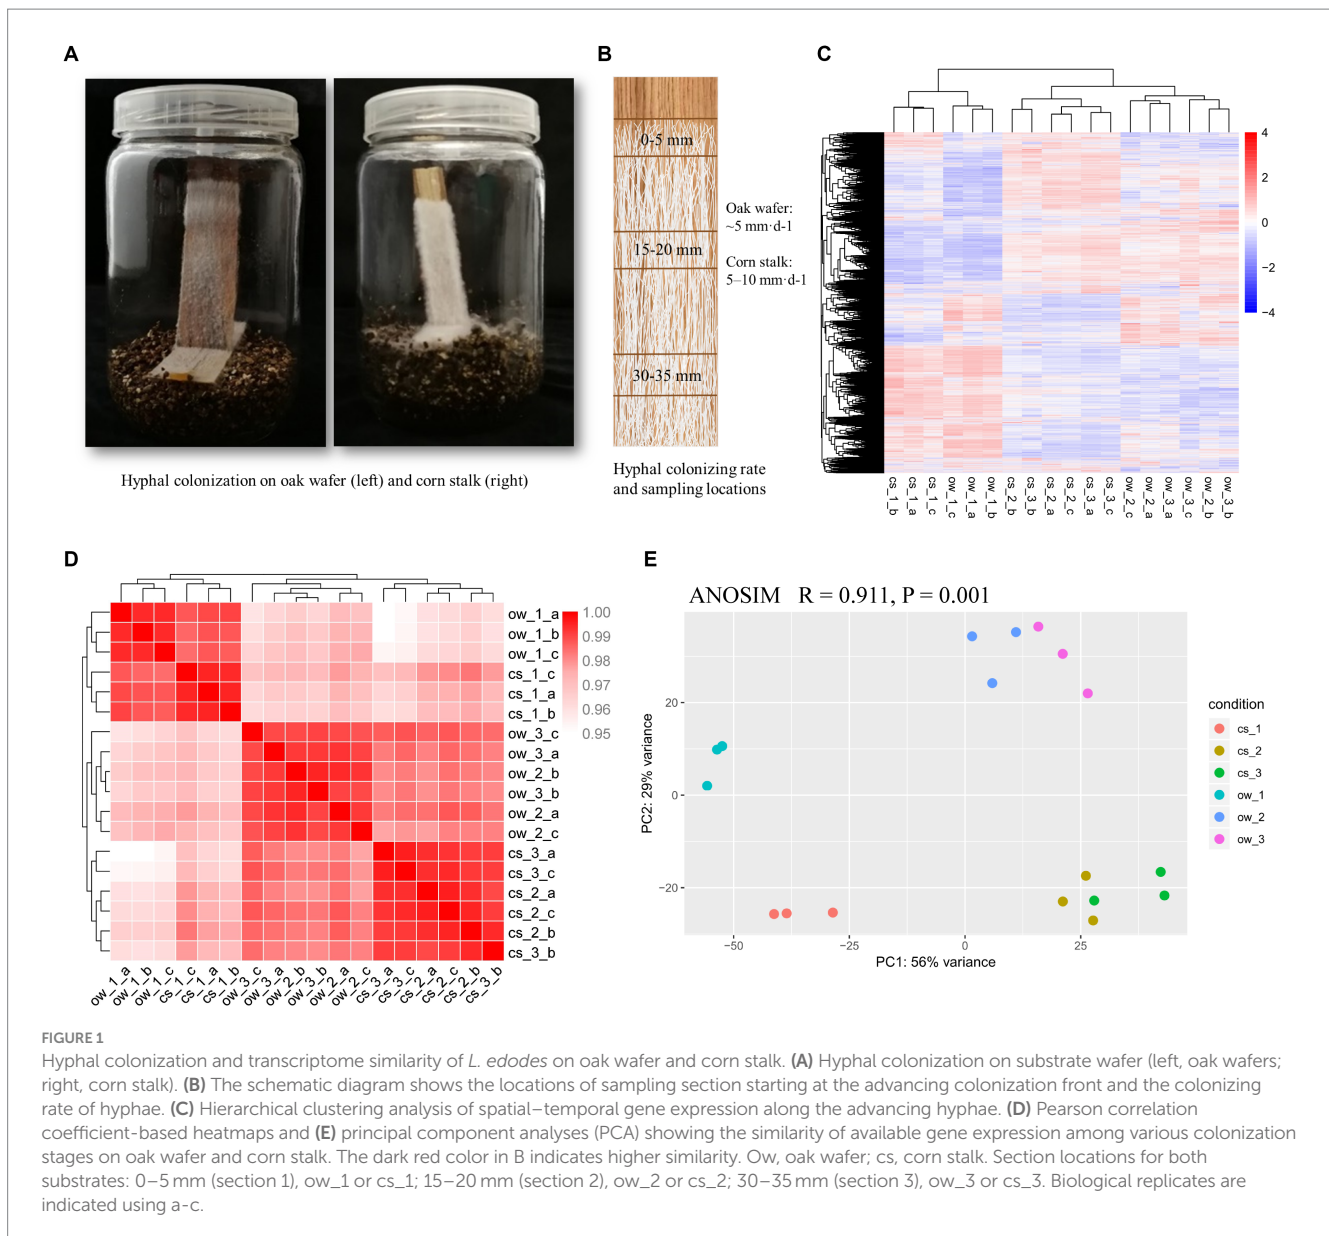 A
B
C
0-5 mm
15-20 mm
30-35 mm
Oak wafer:
~5 mm·d-1
Corn stalk:
5–10 mm·d-1
4
2
0
−2
−4
cs_1_b
cs_1_a
cs_1_c
ow_1_c
ow_1_a
ow_1_b
cs_2_b
cs_3_b
cs_2_a
cs_2_c
cs_3_a
cs_3_c
ow_2_c
ow_2_a
ow_3_a
ow_3_c
ow_2_b
ow_3_b
Hyphal colonization on oak wafer (left) and corn stalk (right)
Hyphal colonizing rate
and sampling locations
D
ow_1_a
ow_1_b
ow_1_c
cs_1_c
cs_1_a
cs_1_b
ow_3_c
ow_3_a
ow_2_b
ow_3_b
ow_2_a
ow_2_c
cs_3_a
cs_3_c
cs_2_a
cs_2_c
cs_2_b
cs_3_b
1.00
0.99
0.98
0.97
0.96
0.95
ow_1_a
ow_1_b
ow_1_c
cs_1_c
cs_1_a
cs_1_b
ow_3_c
ow_3_a
ow_2_b
ow_3_b
ow_2_a
ow_2_c
cs_3_a
cs_3_c
cs_2_a
cs_2_c
cs_2_b
cs_3_b
E
ANOSIM R = 0.911, P = 0.001
PC2: 29% variance
20
0
−20
−50
−25
0
25
PC1: 56% variance
condition
cs_1
cs_2
cs_3
ow_1
ow_2
ow_3
FIGURE 1
Hyphal colonization and transcriptome similarity of L. edodes on oak wafer and corn stalk. (A) Hyphal colonization on substrate wafer (left, oak wafers;
right, corn stalk). (B) The schematic diagram shows the locations of sampling section starting at the advancing colonization front and the colonizing
rate of hyphae. (C) Hierarchical clustering analysis of spatial–temporal gene expression along the advancing hyphae. (D) Pearson correlation
coefficient-based heatmaps and (E) principal component analyses (PCA) showing the similarity of available gene expression among various colonization
stages on oak wafer and corn stalk. The dark red color in B indicates higher similarity. Ow, oak wafer; cs, corn stalk. Section locations for both
substrates: 0–5 mm (section 1), ow_1 or cs_1; 15–20 mm (section 2), ow_2 or cs_2; 30–35 mm (section 3), ow_3 or cs_3. Biological replicates are
indicated using a-c.